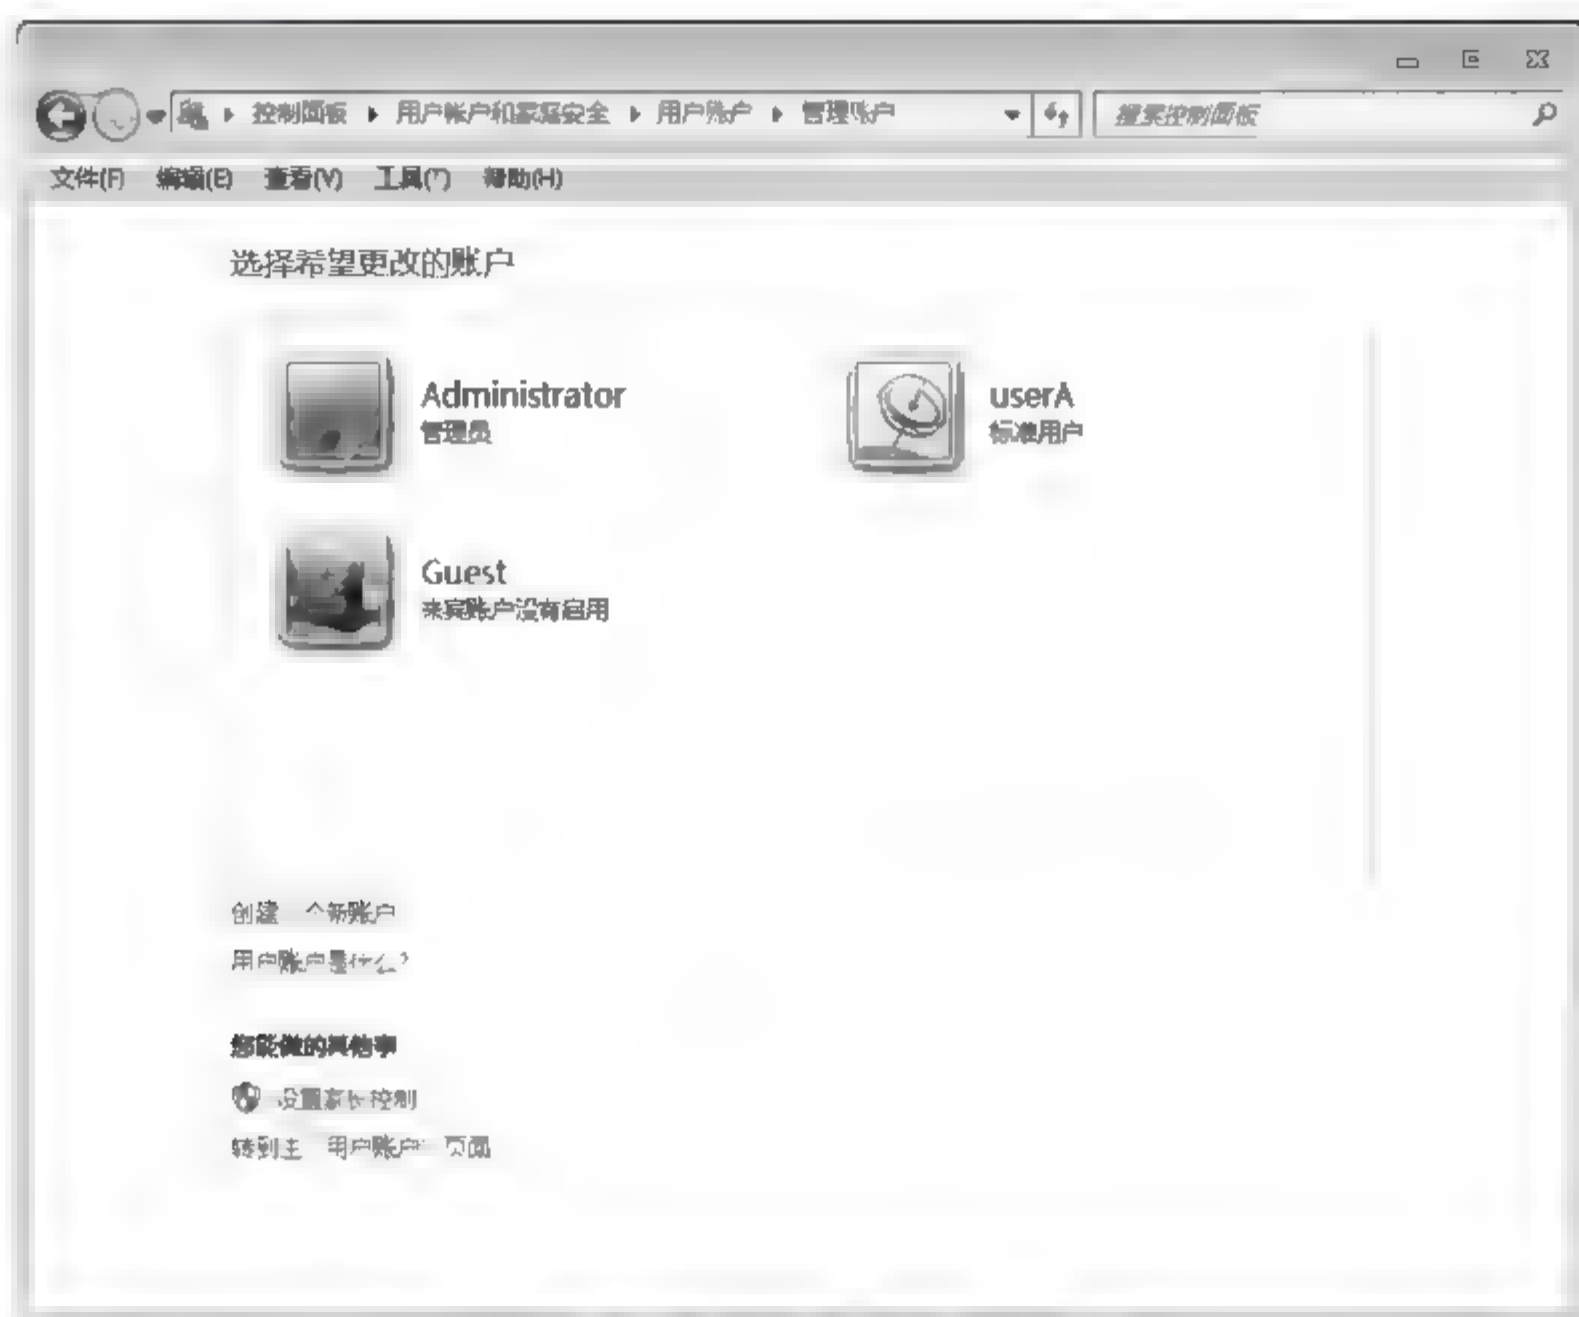 控制面板 ▸ 用户帐户和家庭安全 ▸ 用户账户 ▸ 管理账户
搜索控制面板
文件(F) 编辑(E) 查看(V) 工具(T) 帮助(H)
选择希望更改的账户
Administrator
管理员
userA
标准用户
Guest
来宾账户没有启用
创建一个新账户
用户账户是什么?
您能做的其他事
设置家长控制
转到主“用户账户”页面